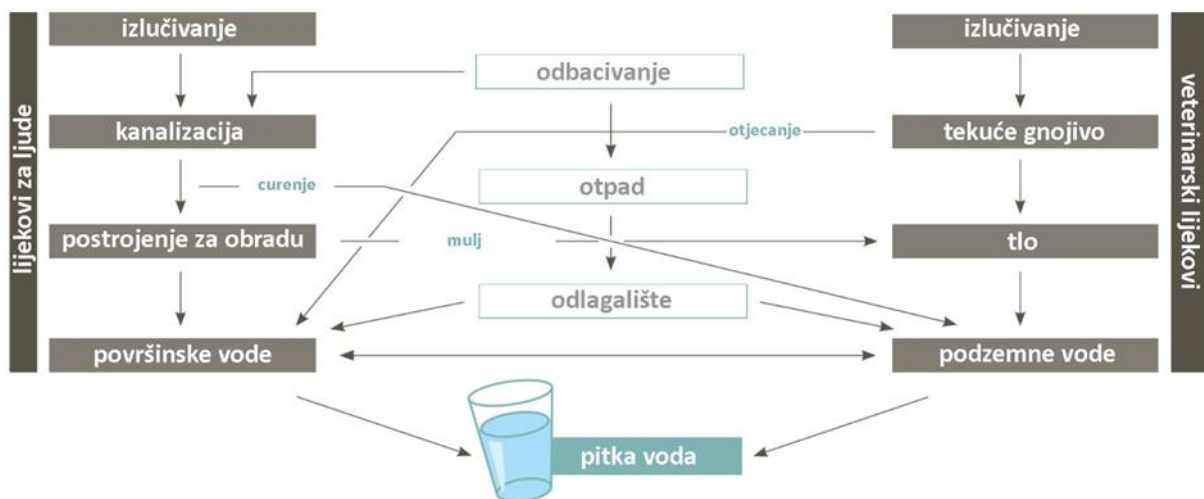 lijekovi za ljude
izlučivanje
kanalizacija
curenje
postrojenje za obradu
mulj
površinske vode
odbacivanje
otpad
odlagalište
otjecanje
izlučivanje
tekuće gnojivo
tlo
podzemne vode
veterinarski lijekovi
pitka voda